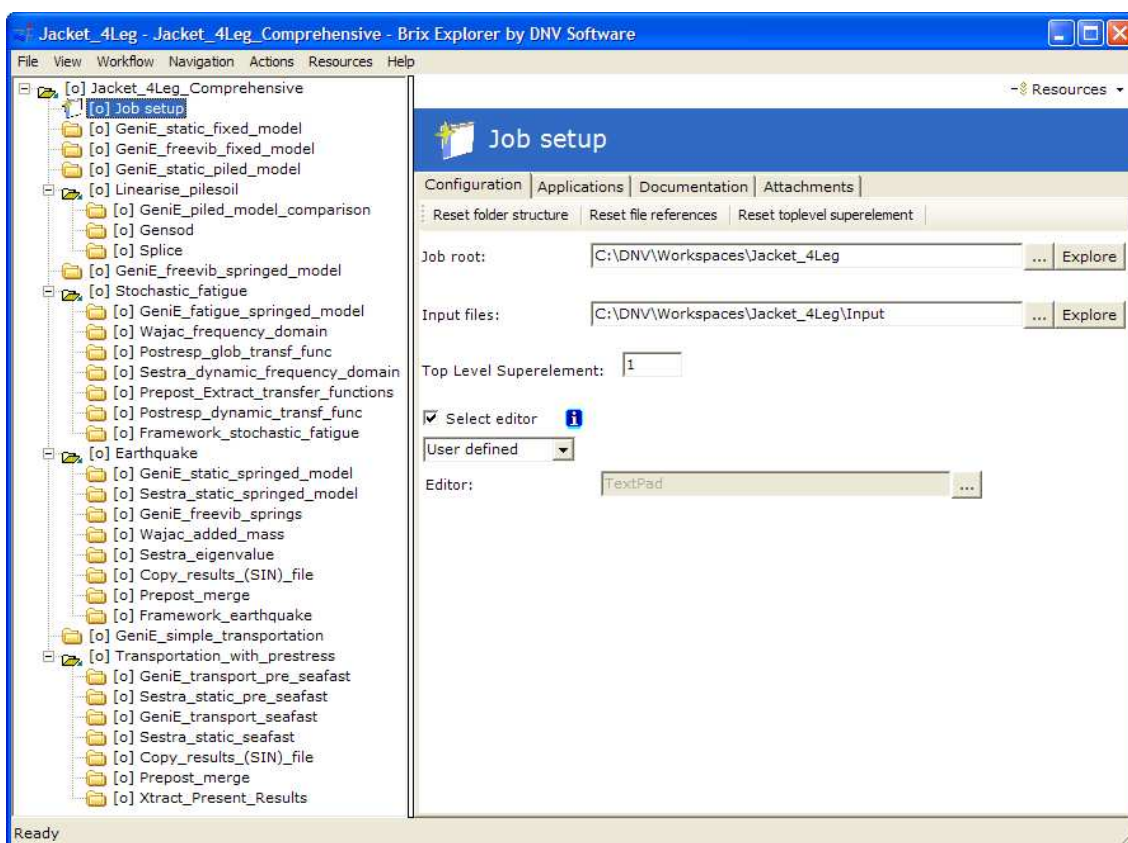 Jacket_4Leg - Jacket_4Leg_Comprehensive - Brix Explorer by DNV Software
File View Workflow Navigation Actions Resources Help
[o] Jacket_4Leg_Comprehensive
[o] Job setup
[o] GeniE_static_fixed_model
[o] GeniE_freevib_fixed_model
[o] GeniE_static_piled_model
[o] Linearise_pilesoil
[o] GeniE_piled_model_comparison
[o] Gensod
[o] Splice
[o] GeniE_freevib_springed_model
[o] Stochastic_fatigue
[o] GeniE_fatigue_springed_model
[o] Wajac_frequency_domain
[o] Postresp_glob_transf_func
[o] Sestra_dynamic_frequency_domain
[o] Prepost_Extract_transfer_functions
[o] Postresp_dynamic_transf_func
[o] Framework_stochastic_fatigue
[o] Earthquake
[o] GeniE_static_springed_model
[o] Sestra_static_springed_model
[o] GeniE_freevib_springs
[o] Wajac_added_mass
[o] Sestra_eigenvalue
[o] Copy_results_(SIN)_file
[o] Prepost_merge
[o] Framework_earthquake
[o] GeniE_simple_transportation
[o] Transportation_with_prestress
[o] GeniE_transport_pre_seafast
[o] Sestra_static_pre_seafast
[o] GeniE_transport_seafast
[o] Sestra_static_seafast
[o] Copy_results_(SIN)_file
[o] Prepost_merge
[o] Xtract_Present_Results
Resources
Job setup
Configuration Applications Documentation Attachments
Reset folder structure Reset file references Reset toplevel superelement
Job root: C:\DNV\Workspaces\Jacket_4Leg ... Explore
Input files: C:\DNV\Workspaces\Jacket_4Leg\Input ... Explore
Top Level Superelement: 1
Select editor i
User defined
Editor: TextPad ...
Ready